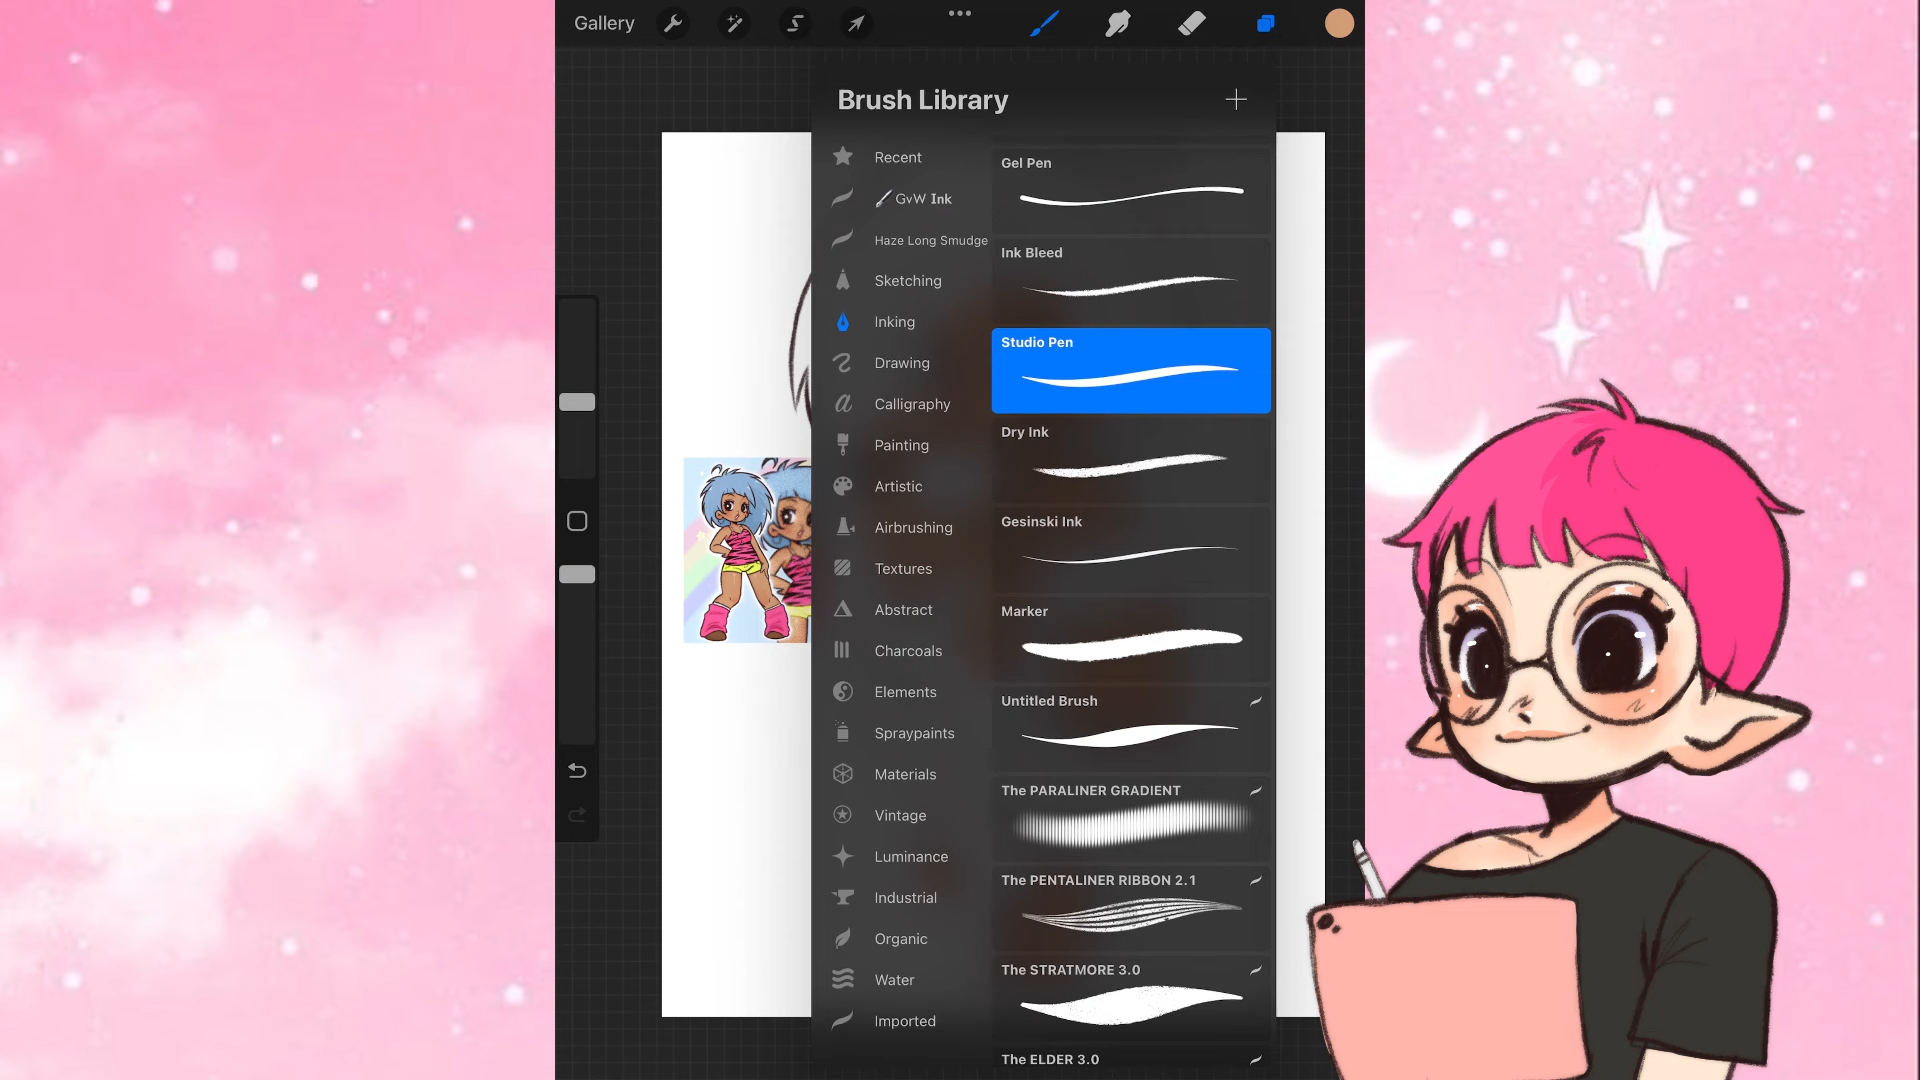 Gallery
Brush Library
Recent
GvW Ink
Haze Long Smudge
Sketching
Inking
Drawing
Calligraphy
Painting
Artistic
Airbrushing
Textures
Abstract
Charcoals
Elements
Spraypaints
Materials
Vintage
Luminance
Industrial
Organic
Water
Imported
Gel Pen
Ink Bleed
Studio Pen
Dry Ink
Gesinski Ink
Marker
Untitled Brush
The PARALINER GRADIENT
The PENTALINER RIBBON 2.1
The STRATMORE 3.0
The ELDER 3.0